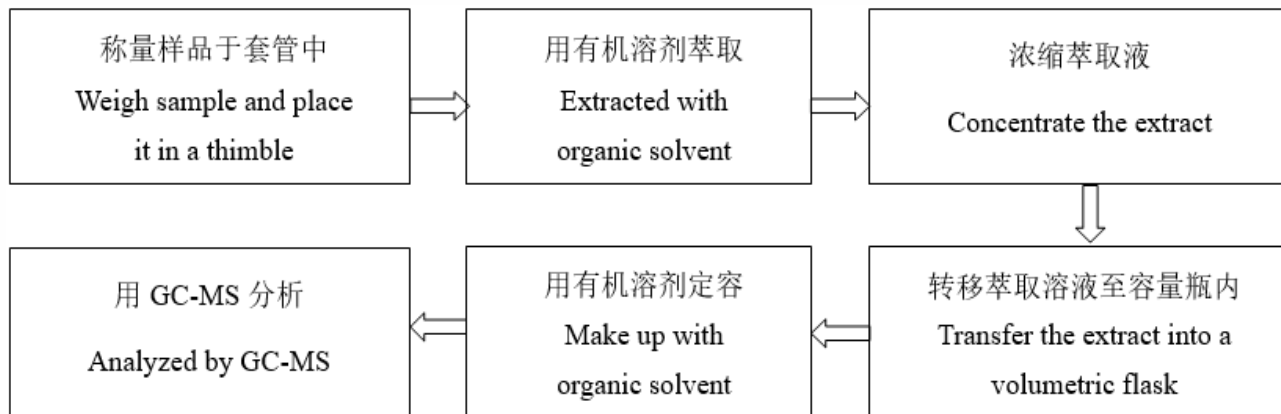 称量样品于套管中
Weigh sample and place
it in a thimble
用有机溶剂萃取
Extracted with
organic solvent
浓缩萃取液
Concentrate the extract
转移萃取溶液至容量瓶内
Transfer the extract into a
volumetric flask
用有机溶剂定容
Make up with
organic solvent
用 GC-MS 分析
Analyzed by GC-MS